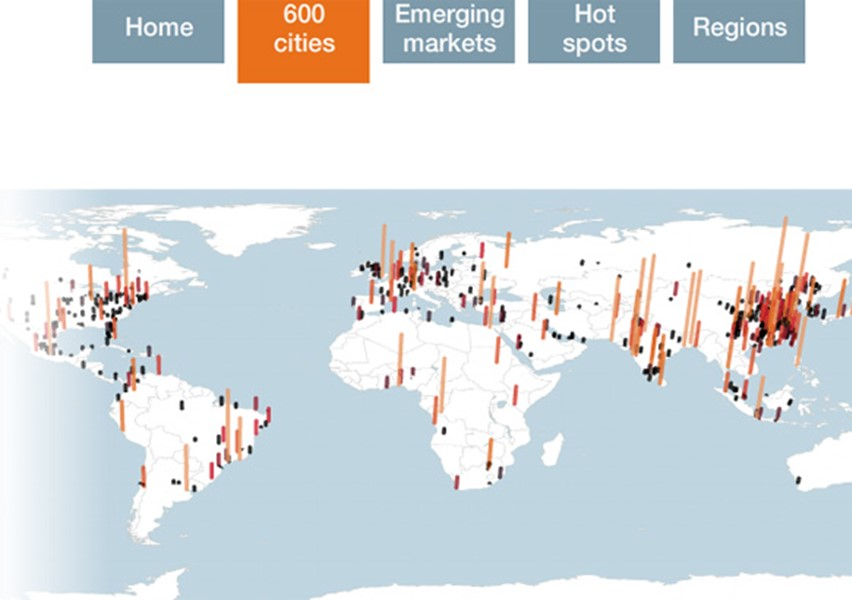 Home
600
cities
Emerging
markets
Hot
spots
Regions